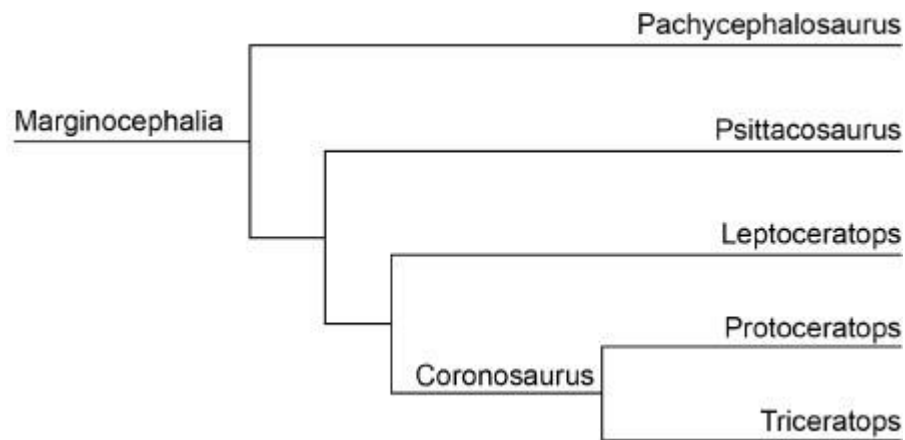 Pachycephalosaurus
Marginocephalia
Psittacosaurus
Leptoceratops
Protoceratops
Coronosaurus
Triceratops